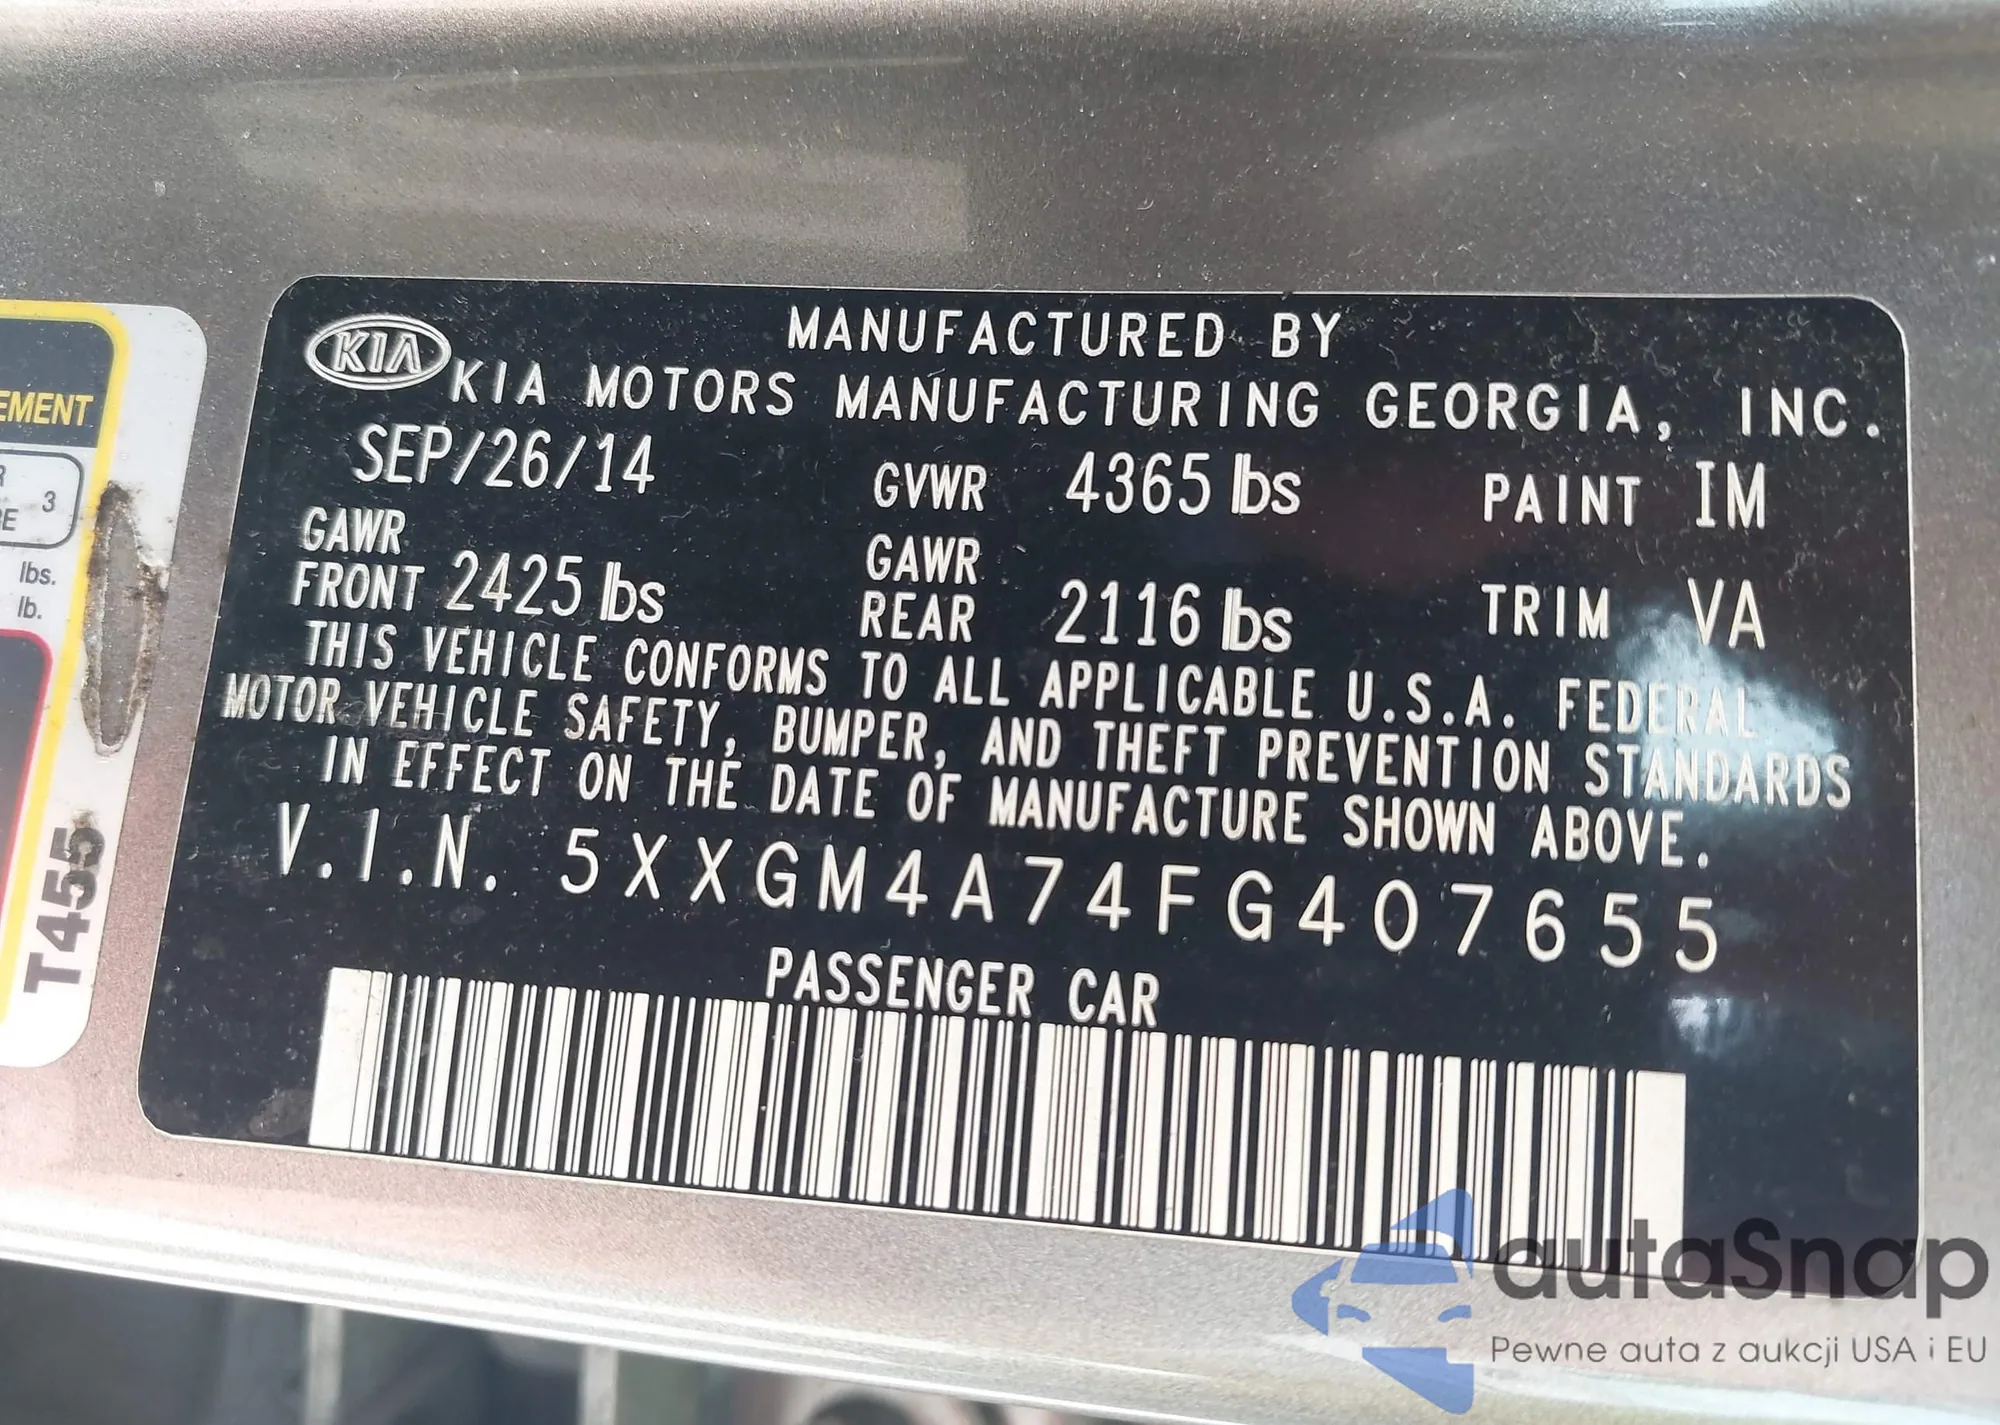 MANUFACTURED BY
KIA KIA MOTORS MANUFACTURING GEORGIA, INC.
SEP/26/14 GVWR 4365 lbs PAINT IM
GAWR GAWR
FRONT 2425 lbs REAR 2116 lbs TRIM VA
THIS VEHICLE CONFORMS TO ALL APPLICABLE U.S.A. FEDERAL
MOTOR VEHICLE SAFETY, BUMPER, AND THEFT PREVENTION STANDARDS
IN EFFECT ON THE DATE OF MANUFACTURE SHOWN ABOVE.
V.I.N. 5XXGM4A74FG407655
PASSENGER CAR
EMENT
R 3
RE
lbs.
lb.
T455
autaSnap
Pewne auta z aukcji USA i EU